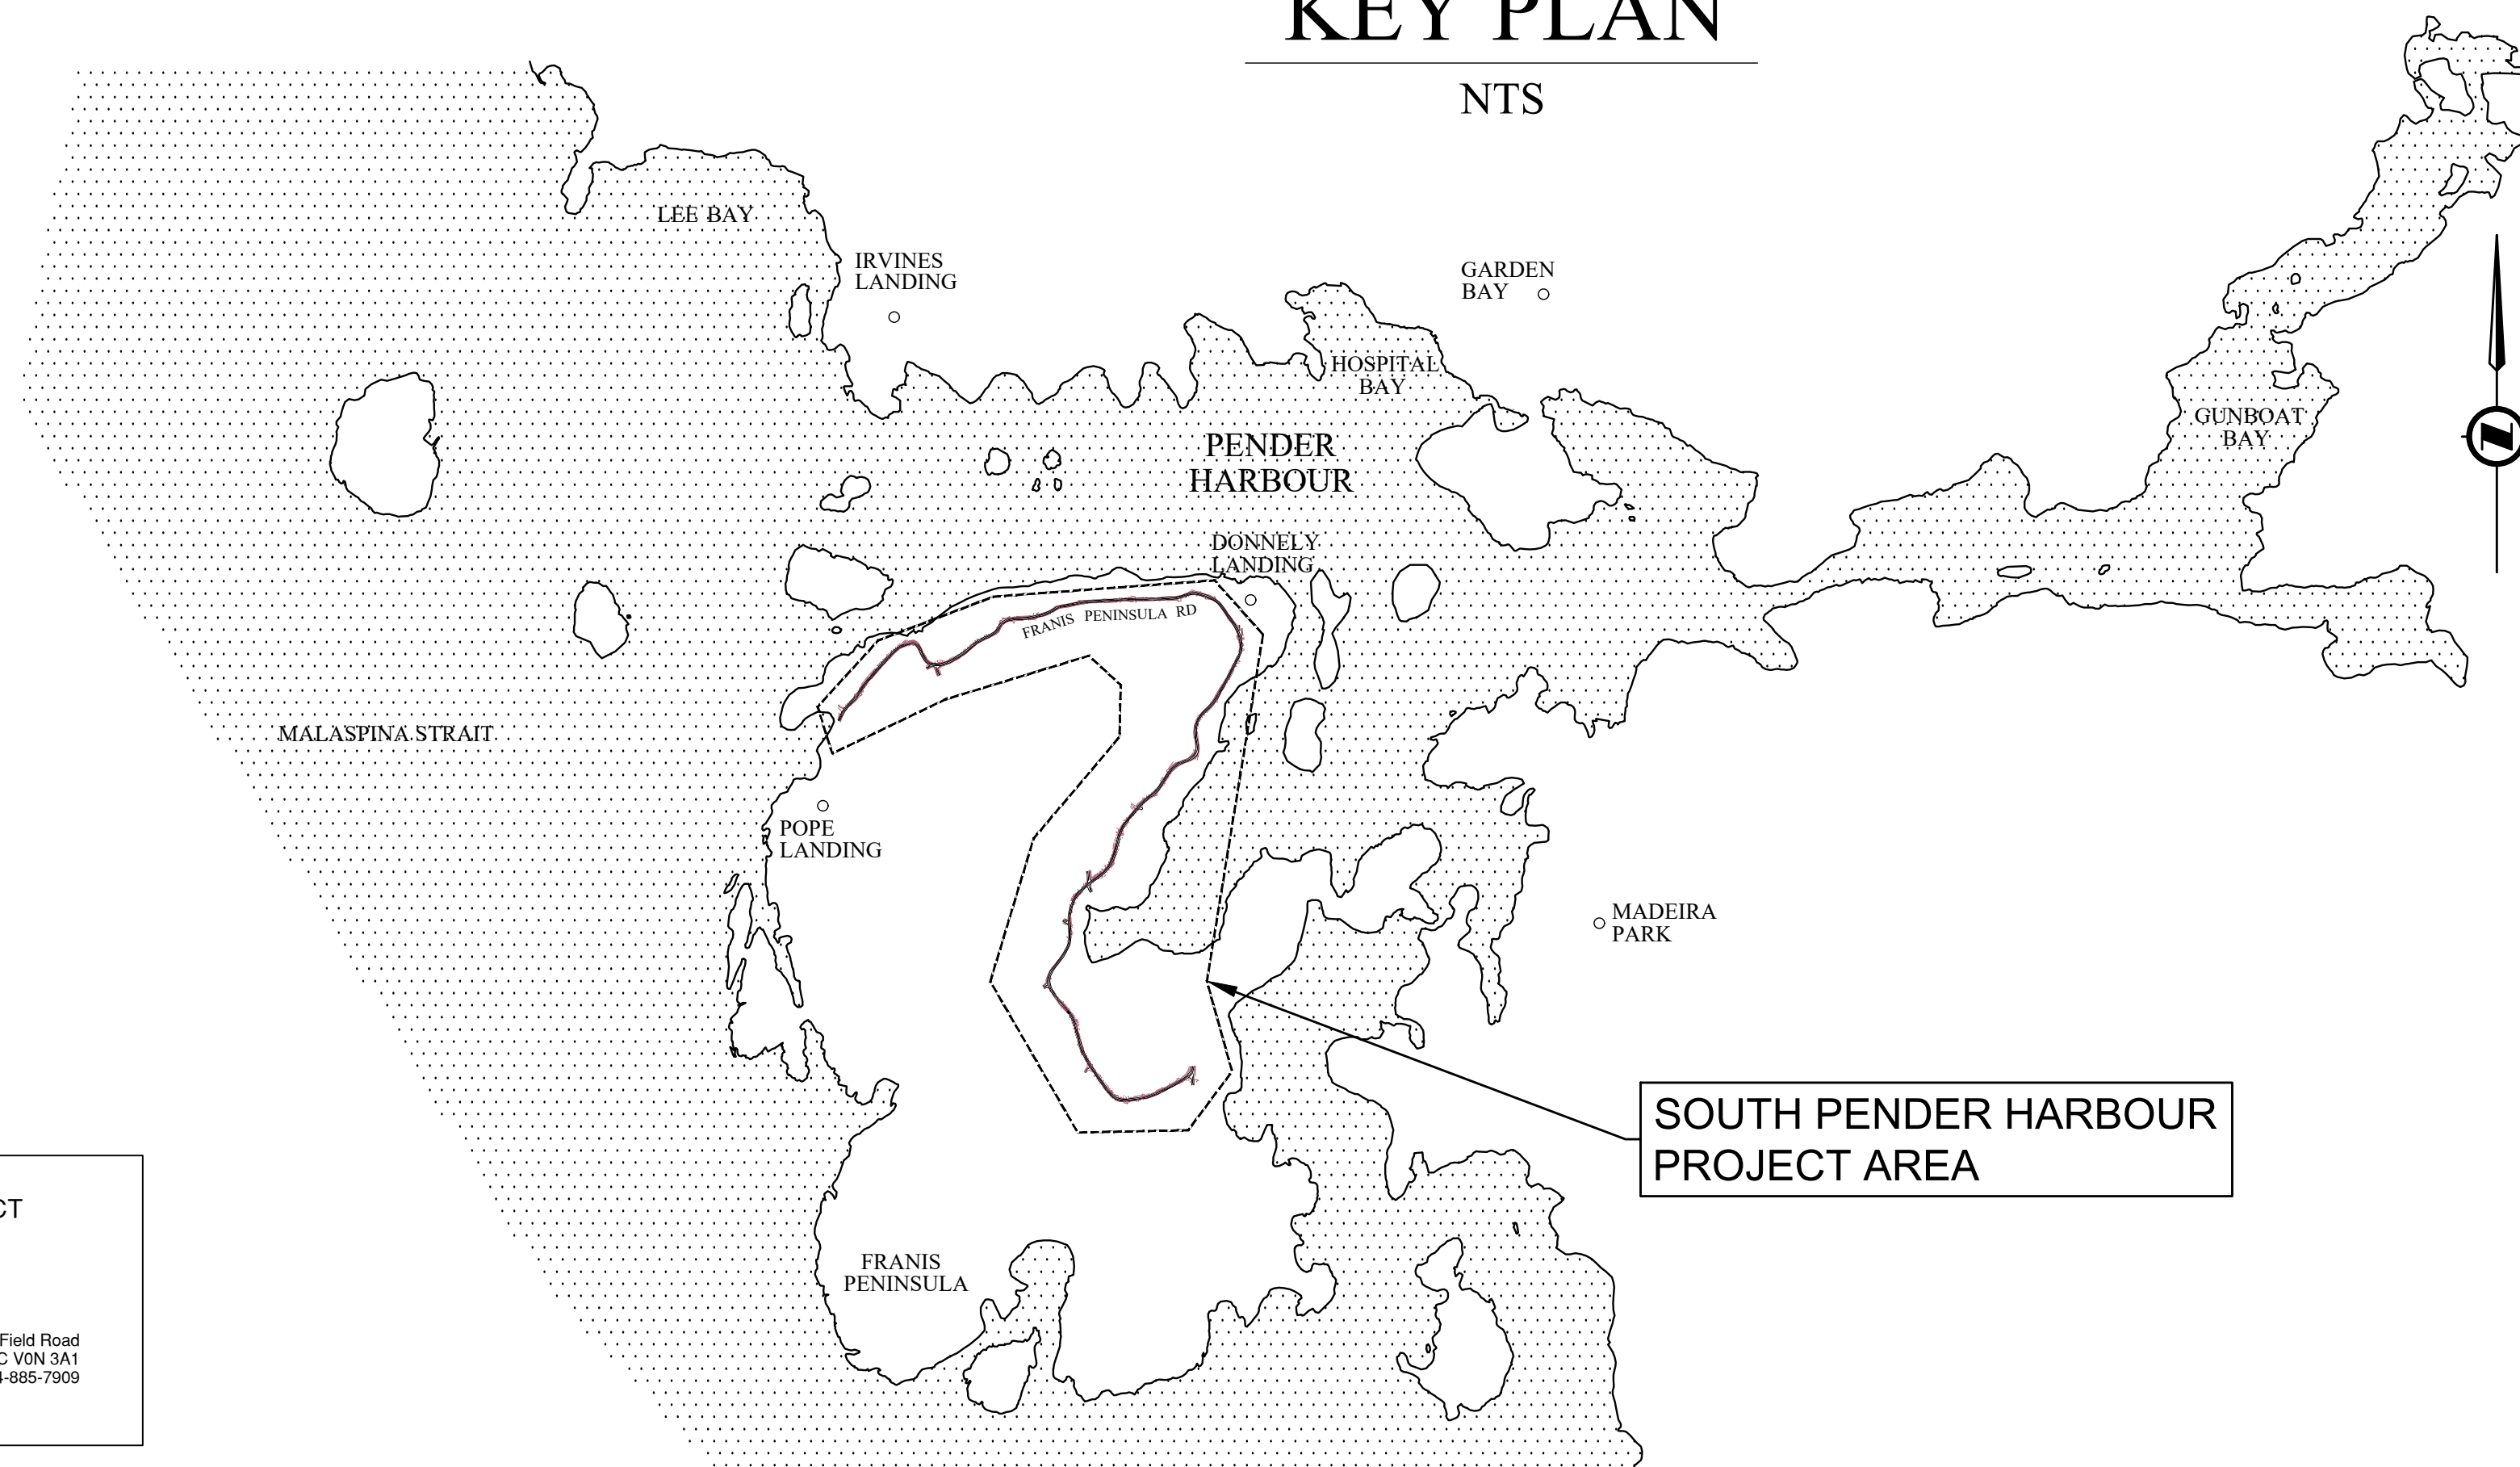 KEY PLAN
NTS
LEE BAY
IRVINES
LANDING
GARDEN
BAY
HOSPITAL
BAY
PENDER
HARBOUR
GUNBOAT
BAY
N
DONNELY
LANDING
FRANIS PENINSULA RD
MALASPINA STRAIT
POPE
LANDING
MADEIRA
PARK
SOUTH PENDER HARBOUR
PROJECT AREA
FRANIS
PENINSULA
CT
Field Road
C V0N 3A1
4-885-7909